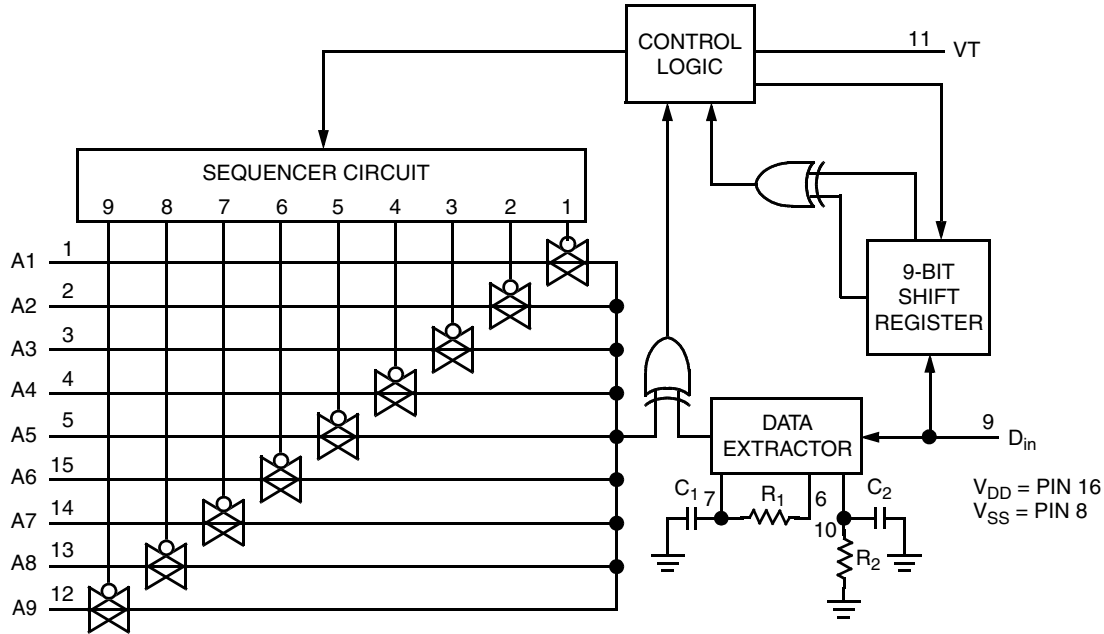 CONTROL
LOGIC
11 VT
SEQUENCER CIRCUIT
9 8 7 6 5 4 3 2 1
A1 1
A2 2
A3 3
A4 4
A5 5
A6 15
A7 14
A8 13
A9 12
9-BIT
SHIFT
REGISTER
DATA
EXTRACTOR
9 Din
C1 7 R1 6 C2
10
R2
VDD = PIN 16
VSS = PIN 8